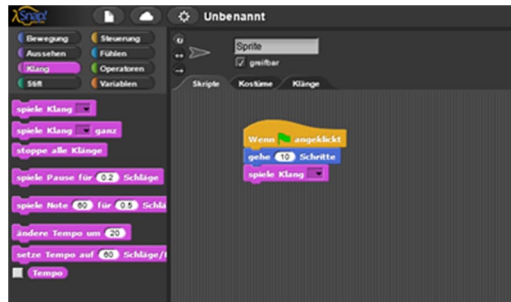 Snap!
Unbenannt
Bewegung
Steuerung
Aussehen
Fühlen
Klang
Operatoren
Stift
Variablen
Sprite
greifbar
Skripte Kostüme Klänge
spiele Klang
spiele Klang ganz
stoppe alle Klänge
spiele Pause für 0.2 Schläge
spiele Note 60 für 0.5 Schlä
ändere Tempo um 20
setze Tempo auf 60 Schläge/
Tempo
Wenn angeklickt
gehe 10 Schritte
spiele Klang